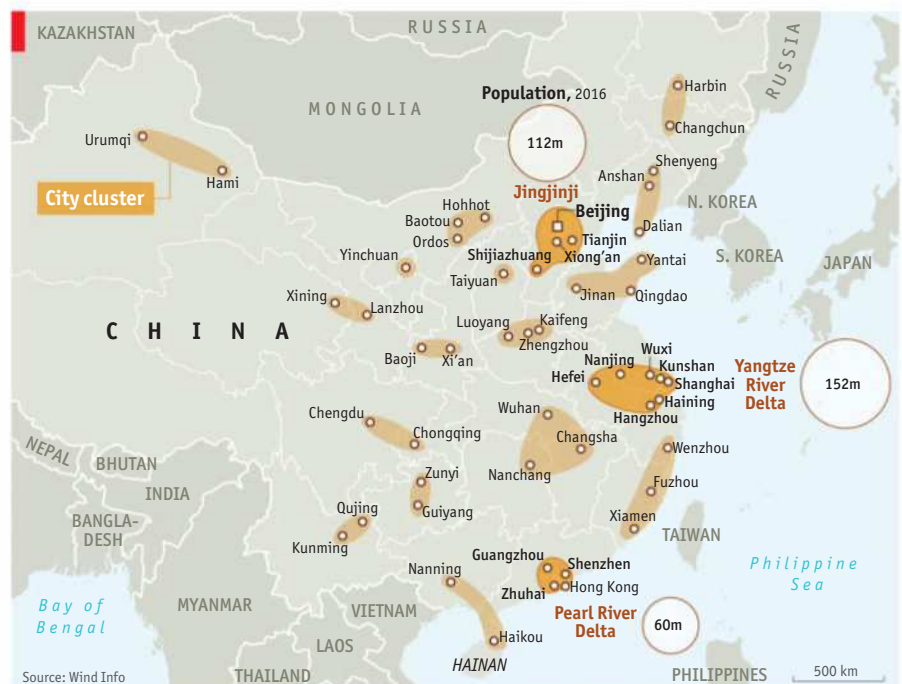 KAZAKHSTAN
RUSSIA
RUSSIA
MONGOLIA
Population, 2016
112m
Jingjinji
Harbin
Changchun
Urumqi
Hami
City cluster
Shenyeng
Anshan
Dalian
N. KOREA
S. KOREA
JAPAN
Hohhot
Baotou
Ordos
Beijing
Tianjin
Xiong'an
Shijiazhuang
Yinchuan
Taiyuan
Yantai
Jinan
Qingdao
Xining
Lanzhou
CHINA
Luoyang
Kaifeng
Zhengzhou
Baoji
Xi'an
Wuxi
Nanjing
Kunshan
Hefei
Shanghai
Haining
Hangzhou
Yangtze
River
Delta
152m
Chengdu
Chongqing
Wuhan
Changsha
Nanchang
Wenzhou
Fuzhou
Xiamen
NEPAL
BHUTAN
INDIA
BANGLA-
DESH
Zunyi
Guiyang
Qujing
Kunming
TAIWAN
Guangzhou
Shenzhen
Zhuhai
Hong Kong
Pearl River
Delta
60m
Nanning
Haikou
HAINAN
Philippine
Sea
Bay of
Bengal
MYANMAR
VIETNAM
LAOS
THAILAND
PHILIPPINES
500 km
Source: Wind Info